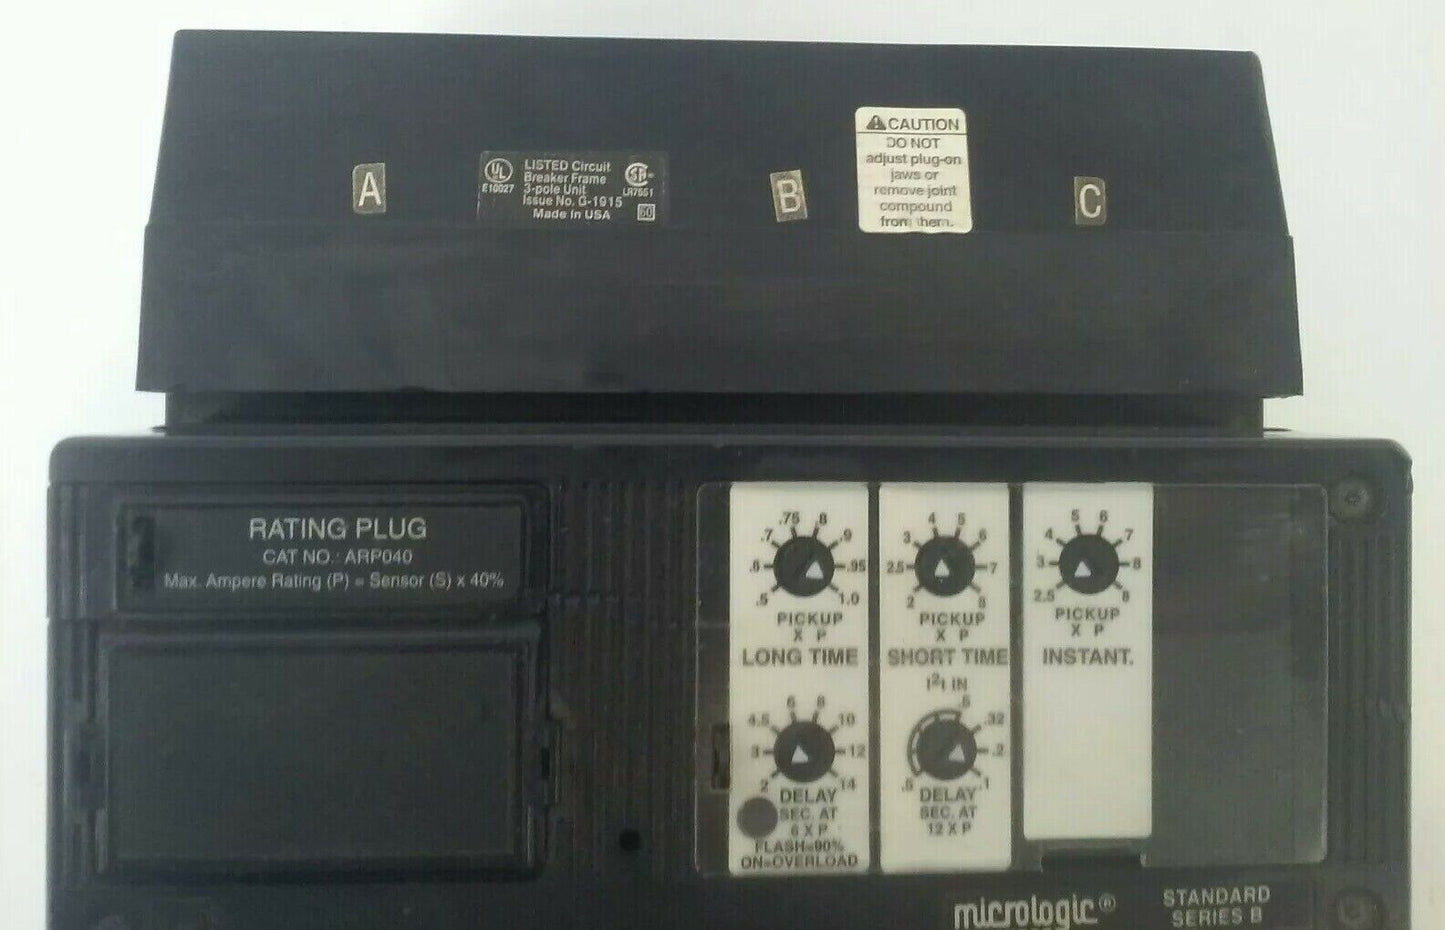 A
UL
E10027
LISTED Circuit
Breaker Frame
3-pole Unit
Issue No. G-1915
Made in USA
LR7551
60
B
CAUTION
DO NOT
adjust plug-on
jaws or
remove joint
compound
from them.
C
RATING PLUG
CAT NO.: ARP040
Max. Ampere Rating (P) = Sensor (S) x 40%
.5 .6 .7 .75 .8 .9 .95 1.0
PICKUP
X P
LONG TIME
2 3 4.5 6 8 10 12 14
DELAY
SEC. AT
6 X P
FLASH=90%
ON=OVERLOAD
2 2.5 3 4 5 6 7 8
PICKUP
X P
SHORT TIME
I²t IN
.5 .5 .32 .2 .1
DELAY
SEC. AT
12 X P
2.5 3 4 5 6 7 8 8
PICKUP
X P
INSTANT.
micrologic®
STANDARD
SERIES B